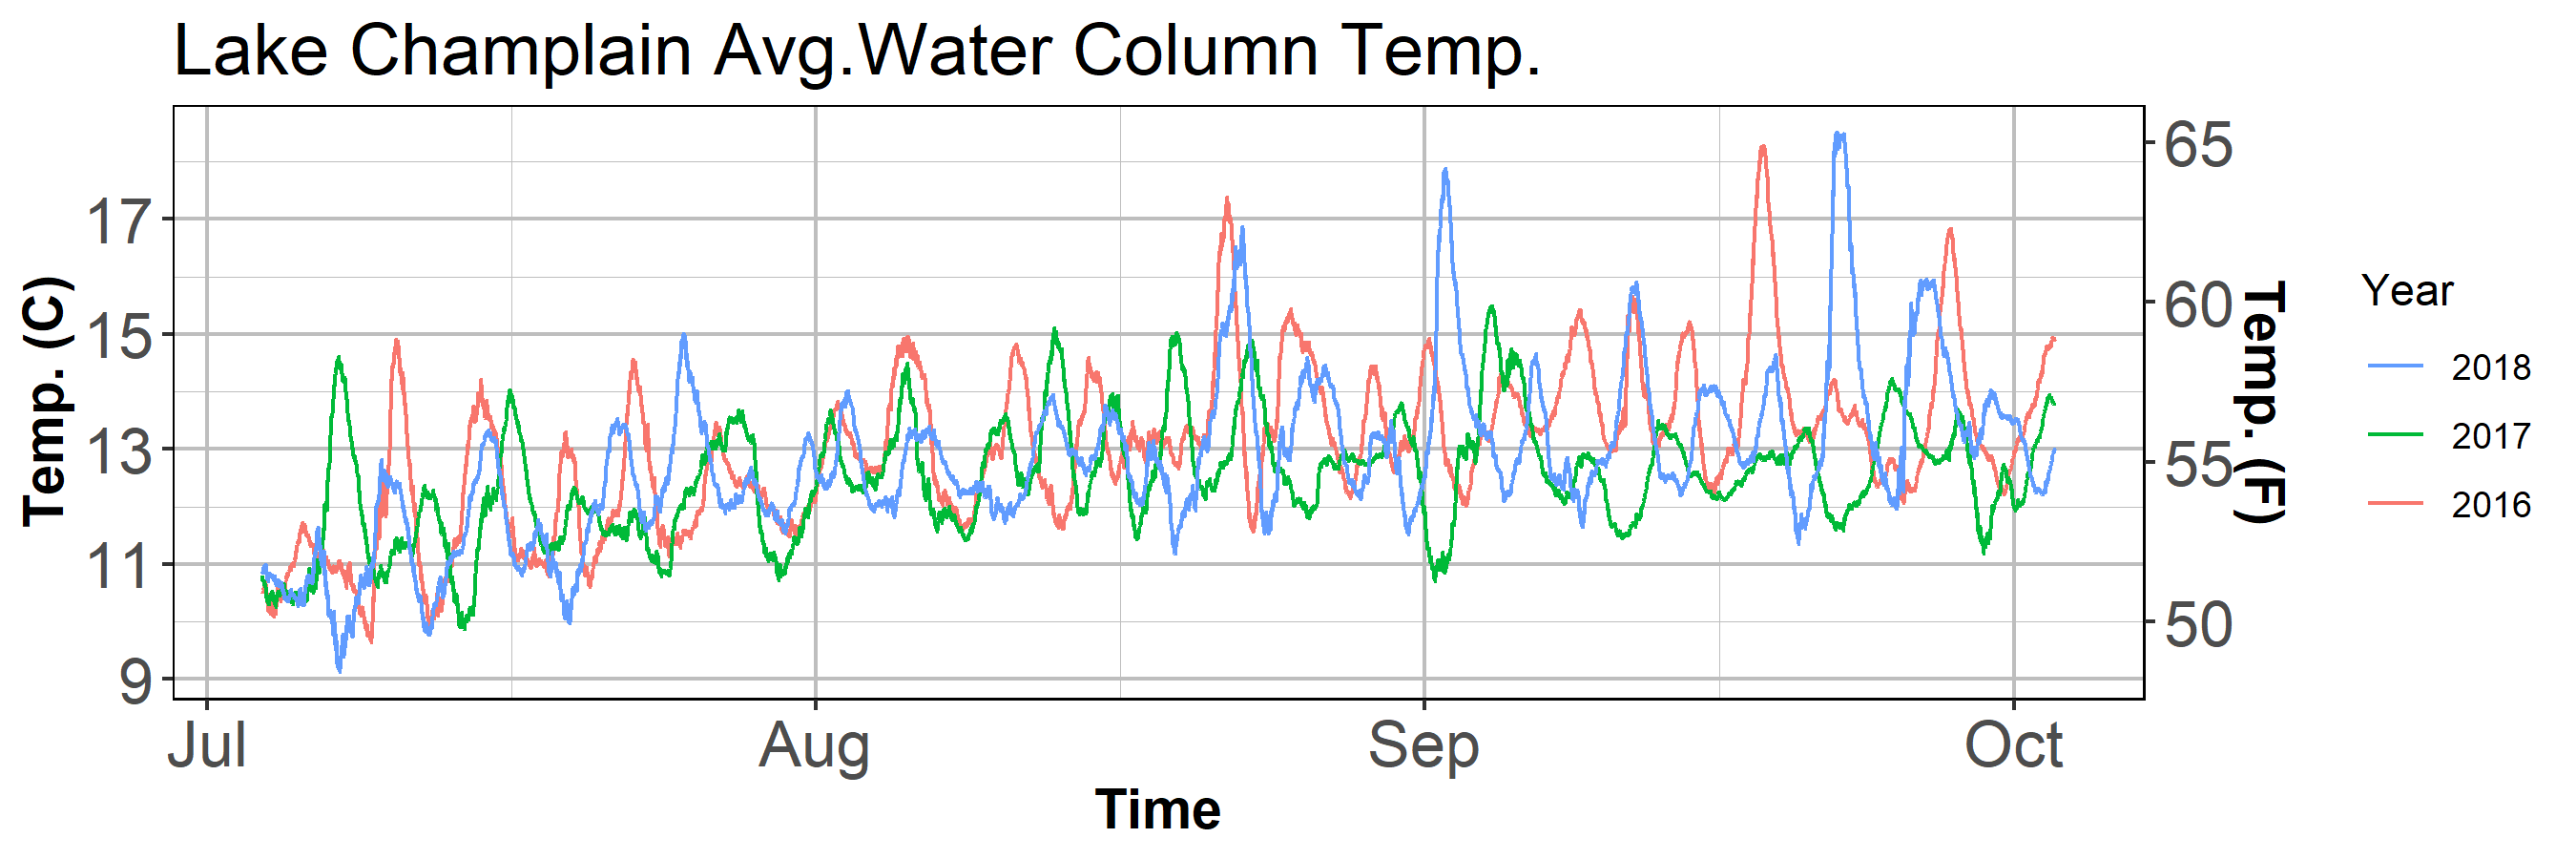 Lake Champlain Avg.Water Column Temp.
Temp. (C)
17
15
13
11
9
65
60
55
50
Temp. (F)
Jul
Aug
Sep
Oct
Time
Year
2018
2017
2016